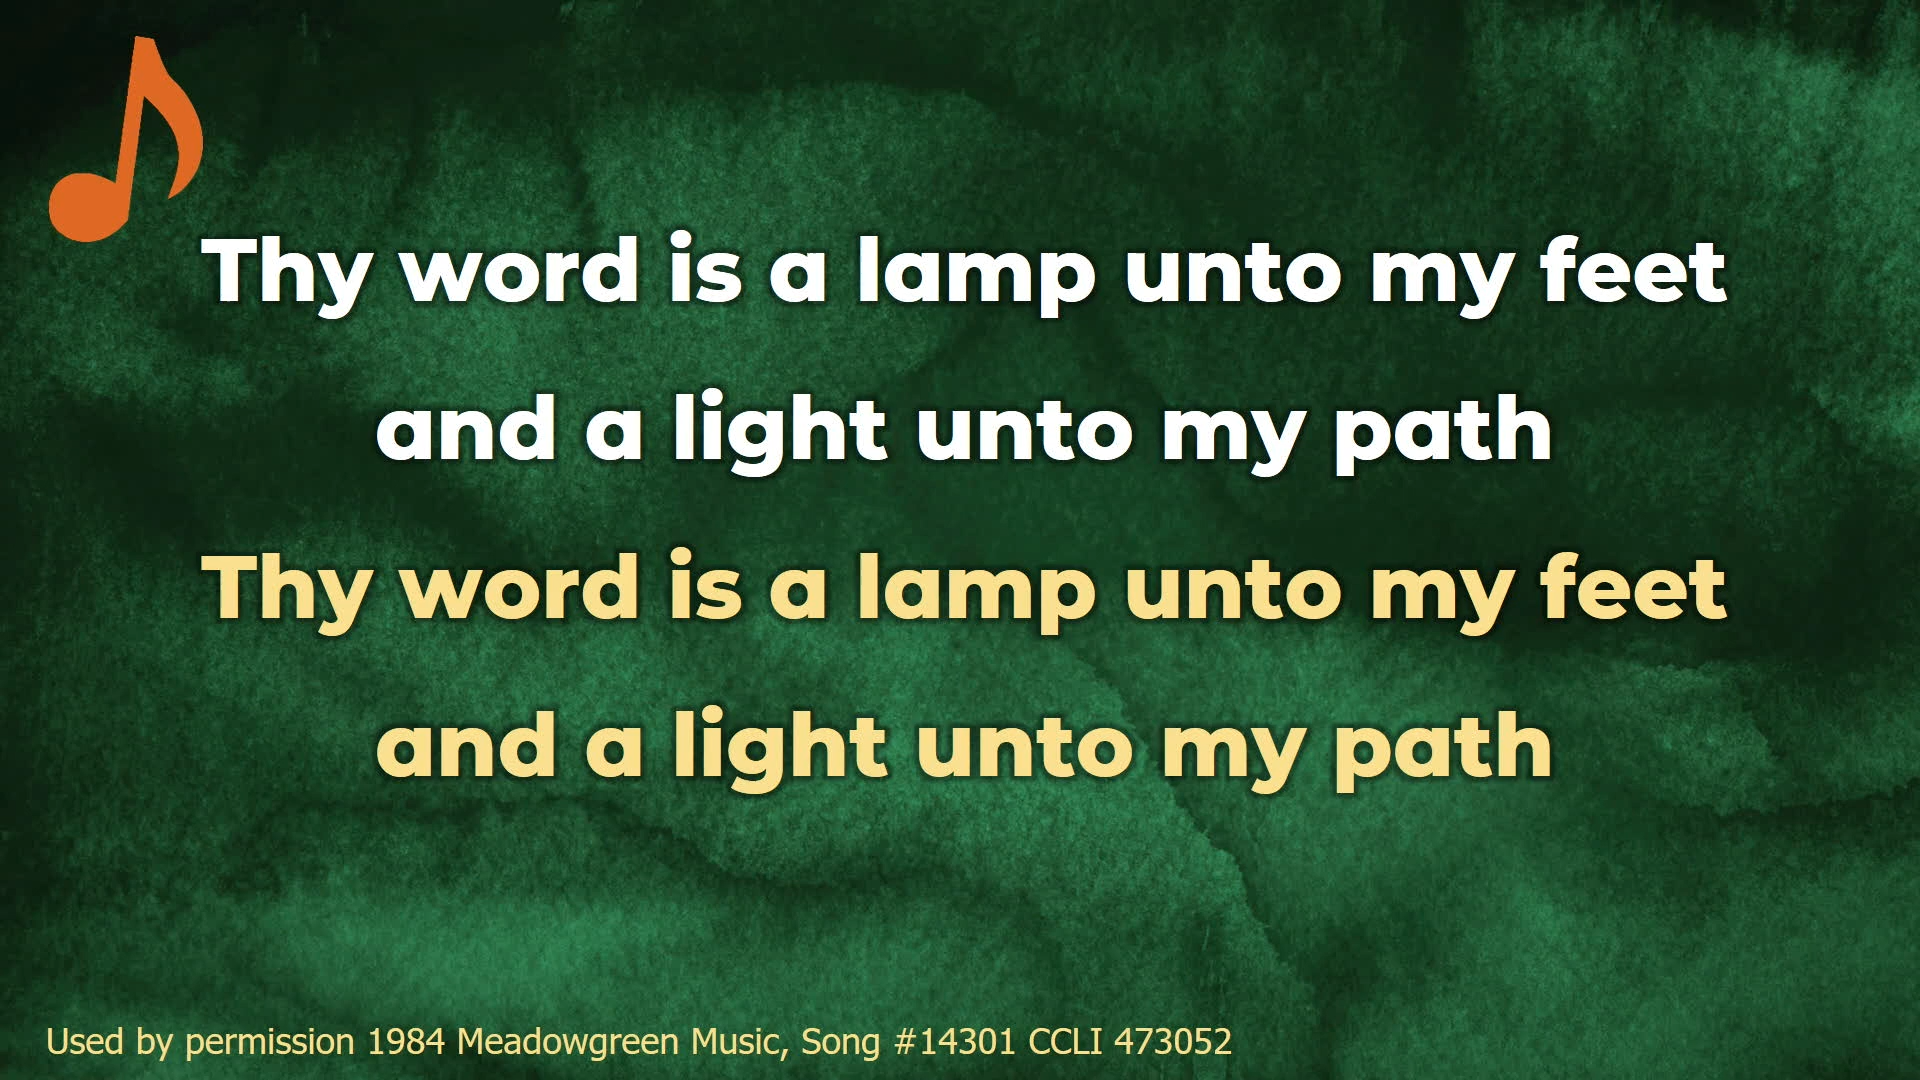 Thy word is a lamp unto my feet
and a light unto my path
Thy word is a lamp unto my feet
and a light unto my path
Used by permission 1984 Meadowgreen Music, Song #14301 CCLI 473052